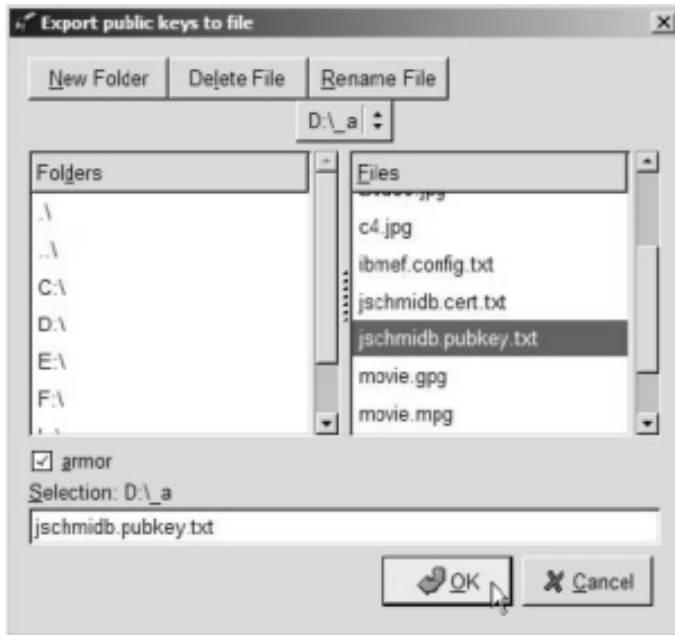 Export public keys to file
New Folder Delete File Rename File
D:\_a
Folders
.\
..\
C:\
D:\
E:\
F:\
Files
c4.jpg
ibmef.config.txt
jschmidb.cert.txt
jschmidb.pubkey.txt
movie.gpg
movie.mpg
armor
Selection: D:\_a
jschmidb.pubkey.txt
OK Cancel